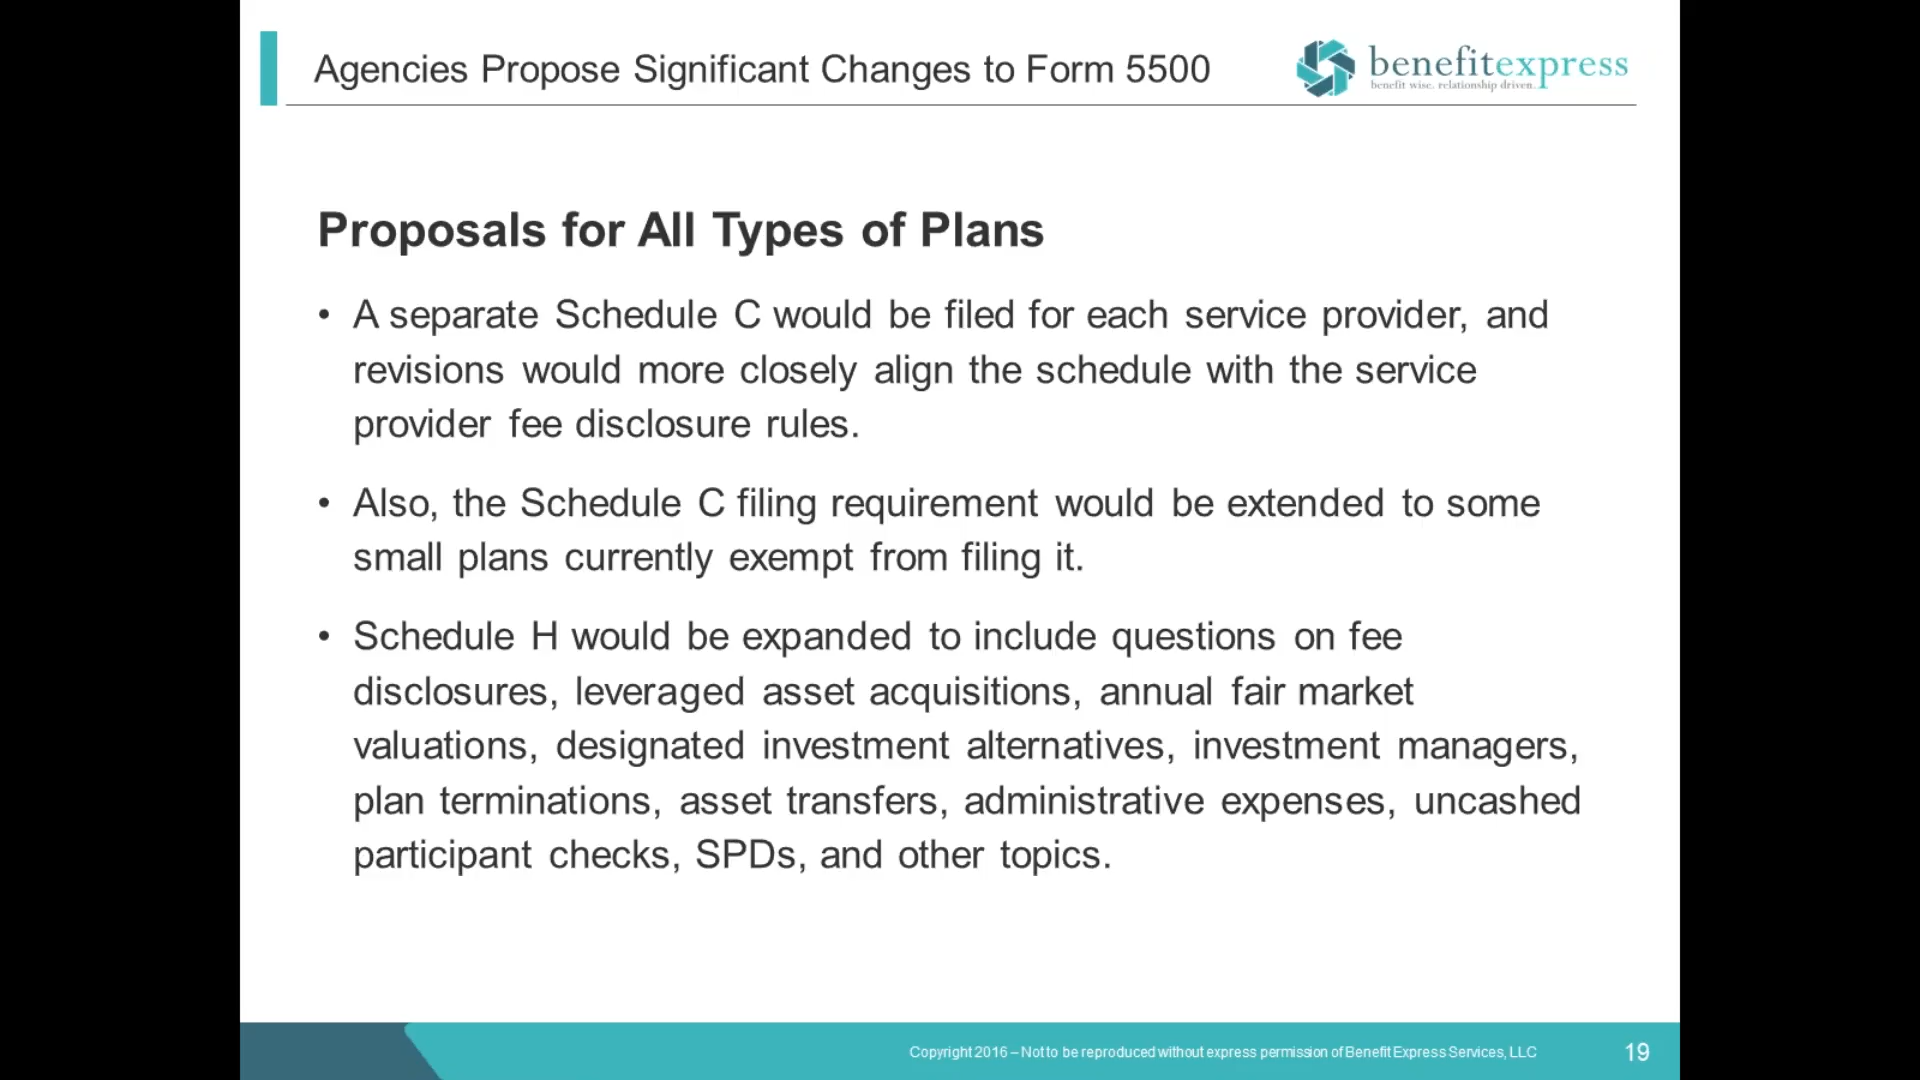 Agencies Propose Significant Changes to Form 5500
benefitexpress
benefit wise. relationship driven.
Proposals for All Types of Plans
• A separate Schedule C would be filed for each service provider, and
revisions would more closely align the schedule with the service
provider fee disclosure rules.
• Also, the Schedule C filing requirement would be extended to some
small plans currently exempt from filing it.
• Schedule H would be expanded to include questions on fee
disclosures, leveraged asset acquisitions, annual fair market
valuations, designated investment alternatives, investment managers,
plan terminations, asset transfers, administrative expenses, uncashed
participant checks, SPDs, and other topics.
Copyright 2016 – Not to be reproduced without express permission of Benefit Express Services, LLC
19